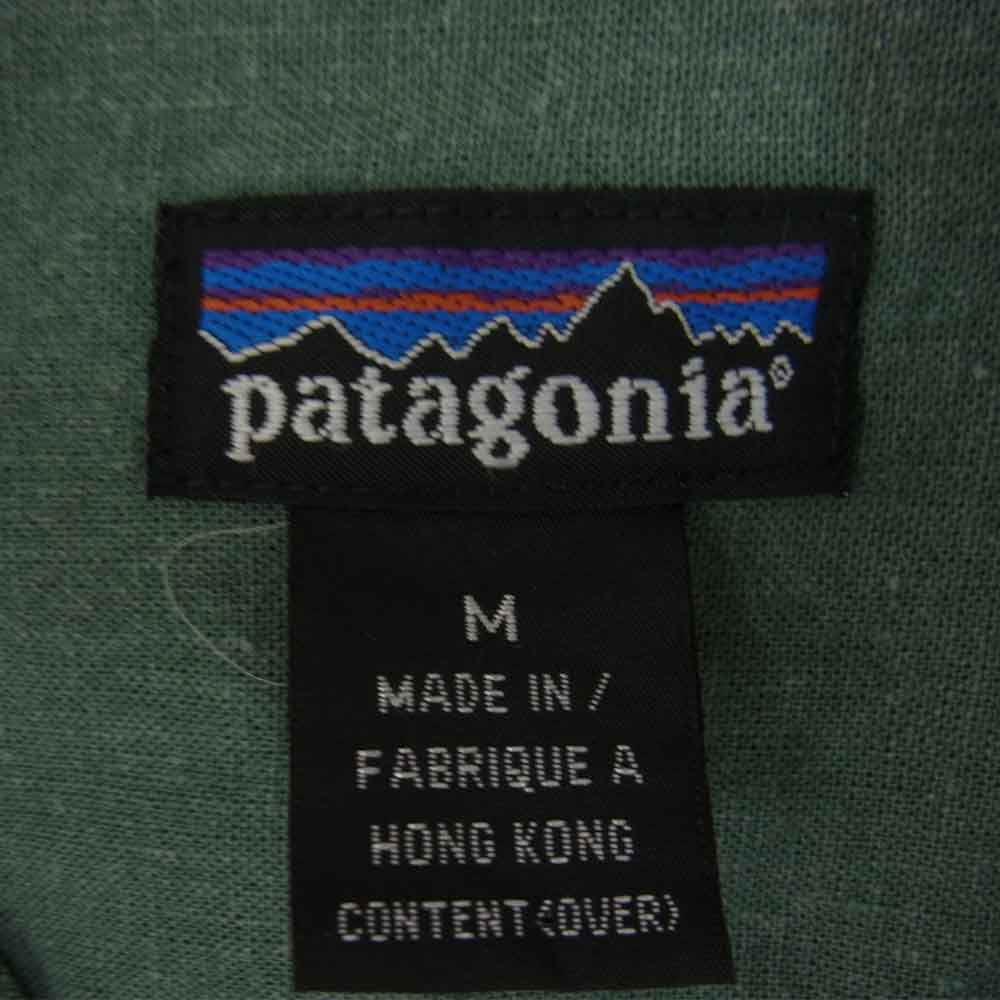 patagonia®
M
MADE IN /
FABRIQUE A
HONG KONG
CONTENT (OVER)